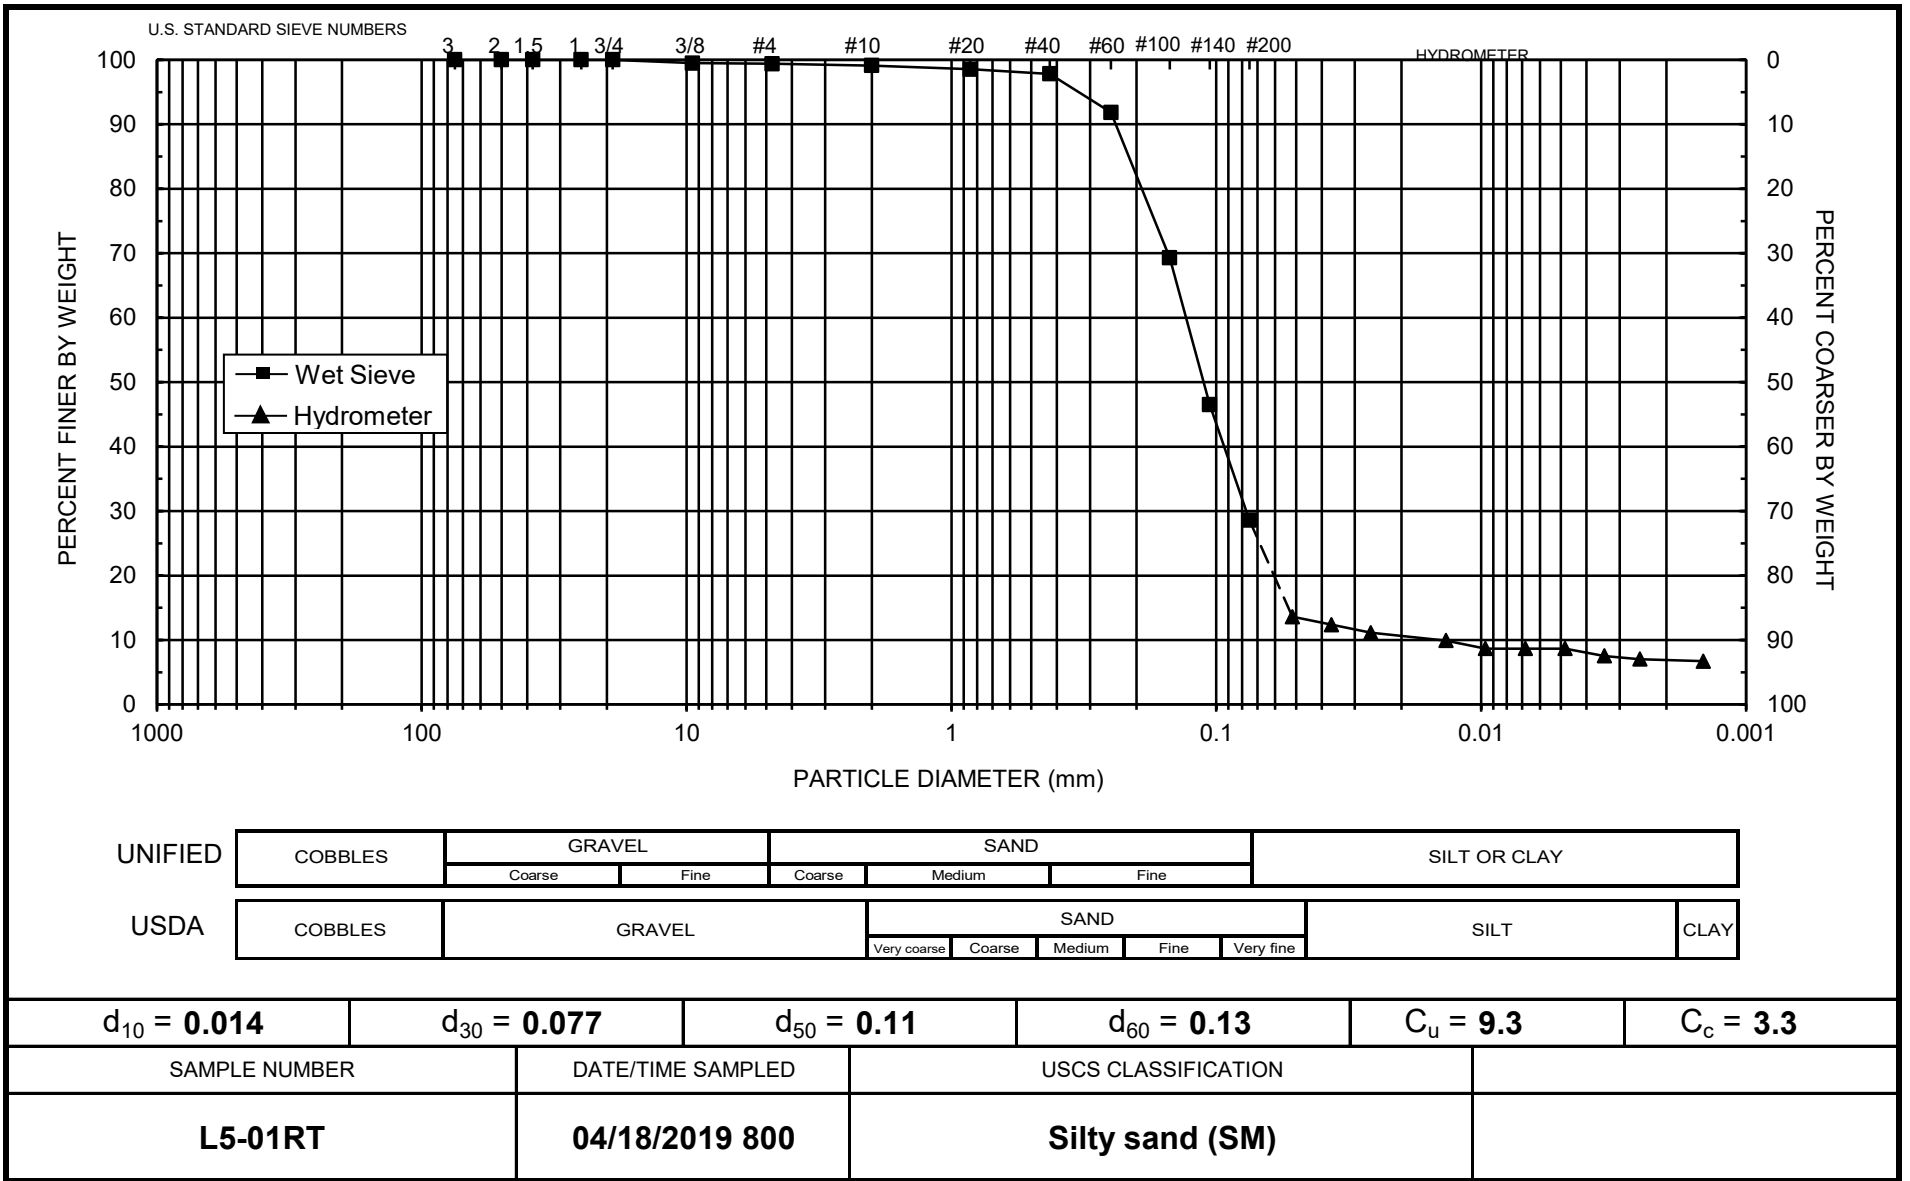 U.S. STANDARD SIEVE NUMBERS
3 2 1.5 1 3/4 3/8 #4 #10 #20 #40 #60 #100 #140 #200
HYDROMETER
100 0
90 10
80 20
70 30
60 40
50 50
40 60
30 70
20 80
10 90
0 100
PERCENT FINER BY WEIGHT
PERCENT COARSER BY WEIGHT
Wet Sieve
Hydrometer
1000 100 10 1 0.1 0.01 0.001
PARTICLE DIAMETER (mm)
UNIFIED
COBBLES GRAVEL SAND SILT OR CLAY
Coarse Fine Coarse Medium Fine
USDA
COBBLES GRAVEL SAND SILT CLAY
Very coarse Coarse Medium Fine Very fine
d10 = 0.014 d30 = 0.077 d50 = 0.11 d60 = 0.13 Cu = 9.3 Cc = 3.3
SAMPLE NUMBER DATE/TIME SAMPLED USCS CLASSIFICATION
L5-01RT 04/18/2019 800 Silty sand (SM)